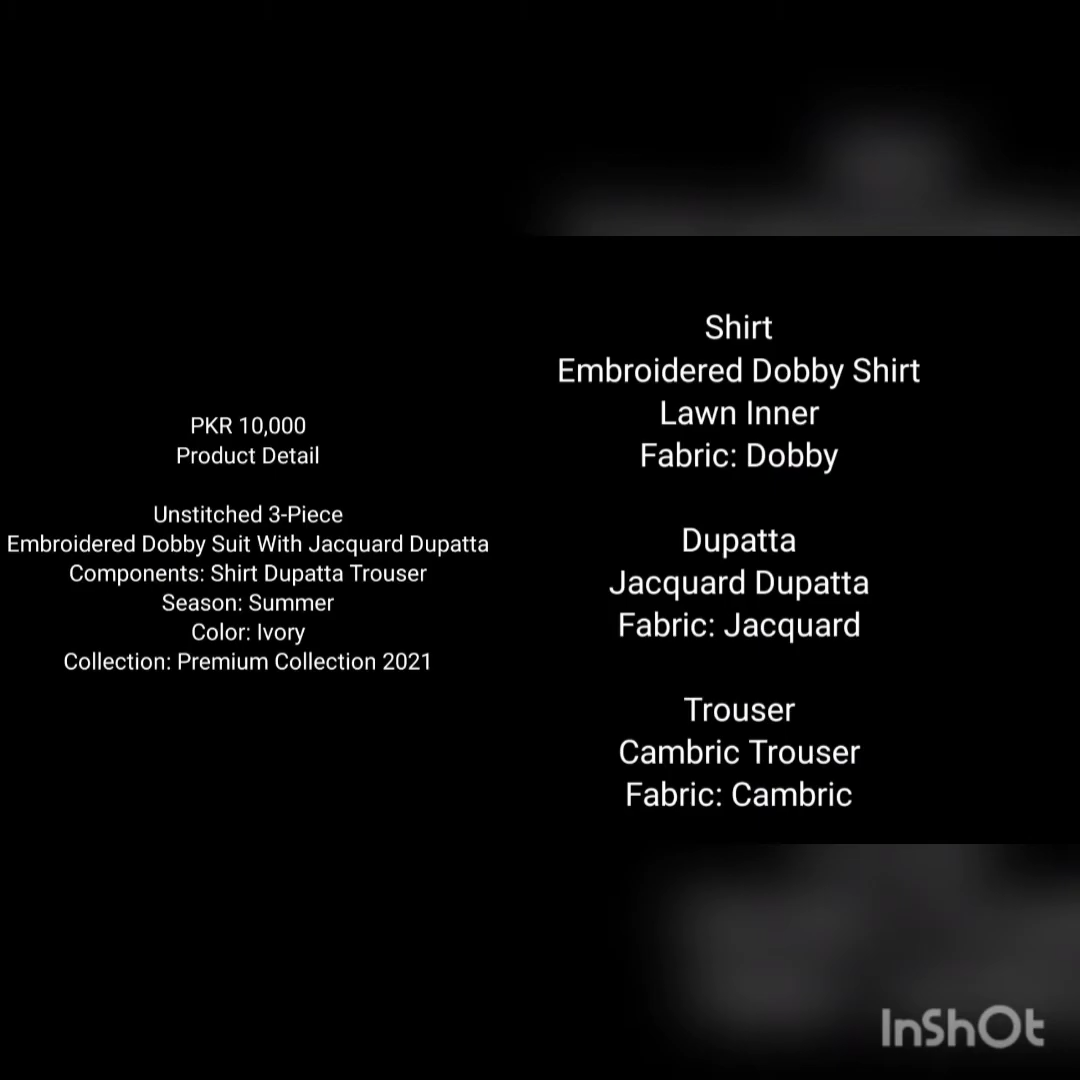 PKR 10,000
Product Detail
Unstitched 3-Piece
Embroidered Dobby Suit With Jacquard Dupatta
Components: Shirt Dupatta Trouser
Season: Summer
Color: Ivory
Collection: Premium Collection 2021
Shirt
Embroidered Dobby Shirt
Lawn Inner
Fabric: Dobby
Dupatta
Jacquard Dupatta
Fabric: Jacquard
Trouser
Cambric Trouser
Fabric: Cambric
InShOt